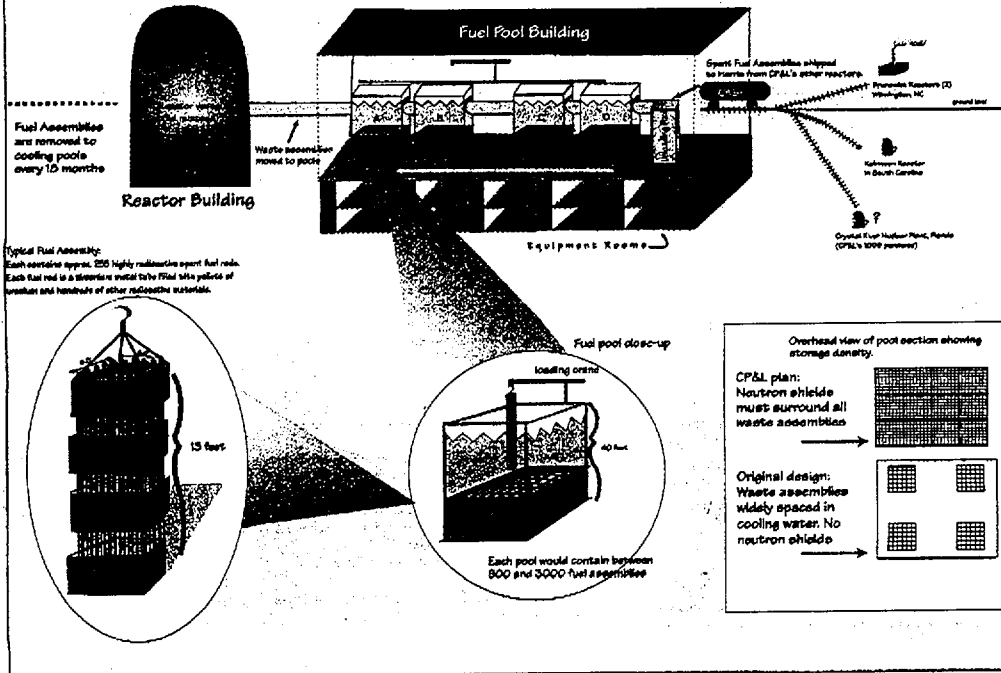 Fuel Pool Building
Fuel Assemblies
are removed to
cooling pools
every 18 months
Reactor Building
Waste assemblies
moved to pools
A
B
C
D
Spent Fuel Assemblies shipped
to Harris from CP&L's other reactors.
Brunswick Reactors (2)
Wilmington, NC
ground level
Robinson Reactor
in South Carolina
?
Crystal River Nuclear Plant, Florida
(CP&L's 1999 purchase)
Equipment Rooms
Typical Fuel Assembly:
Each contains approx. highly radioactive spent fuel rods.
Each fuel rod is a zirconium metal tube filled with pellets of
uranium and hundreds of other radioactive materials.
13 feet
Fuel pool close-up
loading crane
40 feet
Each pool would contain between
800 and 3000 fuel assemblies
Overhead view of pool section showing
storage density.
CP&L plan:
Neutron shields
must surround all
waste assemblies
Original design:
Waste assemblies
widely spaced in
cooling water. No
neutron shields